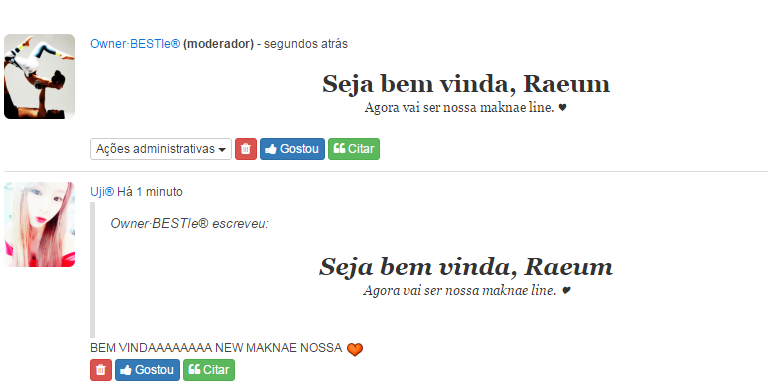 Owner·BESTIe® (moderador) - segundos atrás
Seja bem vinda, Raeum
Agora vai ser nossa maknae line. ♥
Ações administrativas Gostou Citar
Uji® Há 1 minuto
Owner·BESTIe® escreveu:
Seja bem vinda, Raeum
Agora vai ser nossa maknae line. ♥
BEM VINDAAAAAAAA NEW MAKNAE NOSSA
Gostou Citar